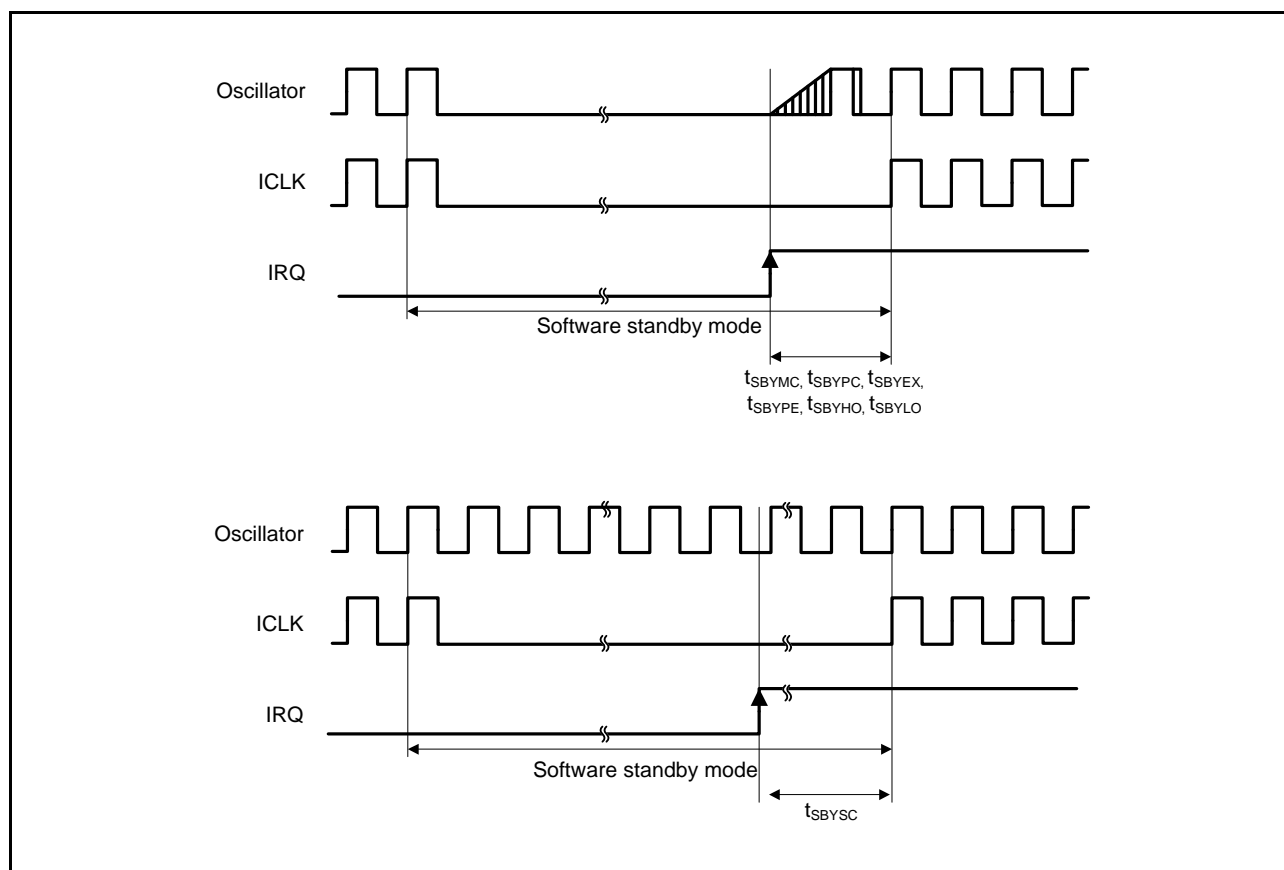 Oscillator
ICLK
IRQ
Software standby mode
tSBYMC, tSBYPC, tSBYEX,
tSBYPE, tSBYHO, tSBYLO
Oscillator
ICLK
IRQ
Software standby mode
tSBYSC